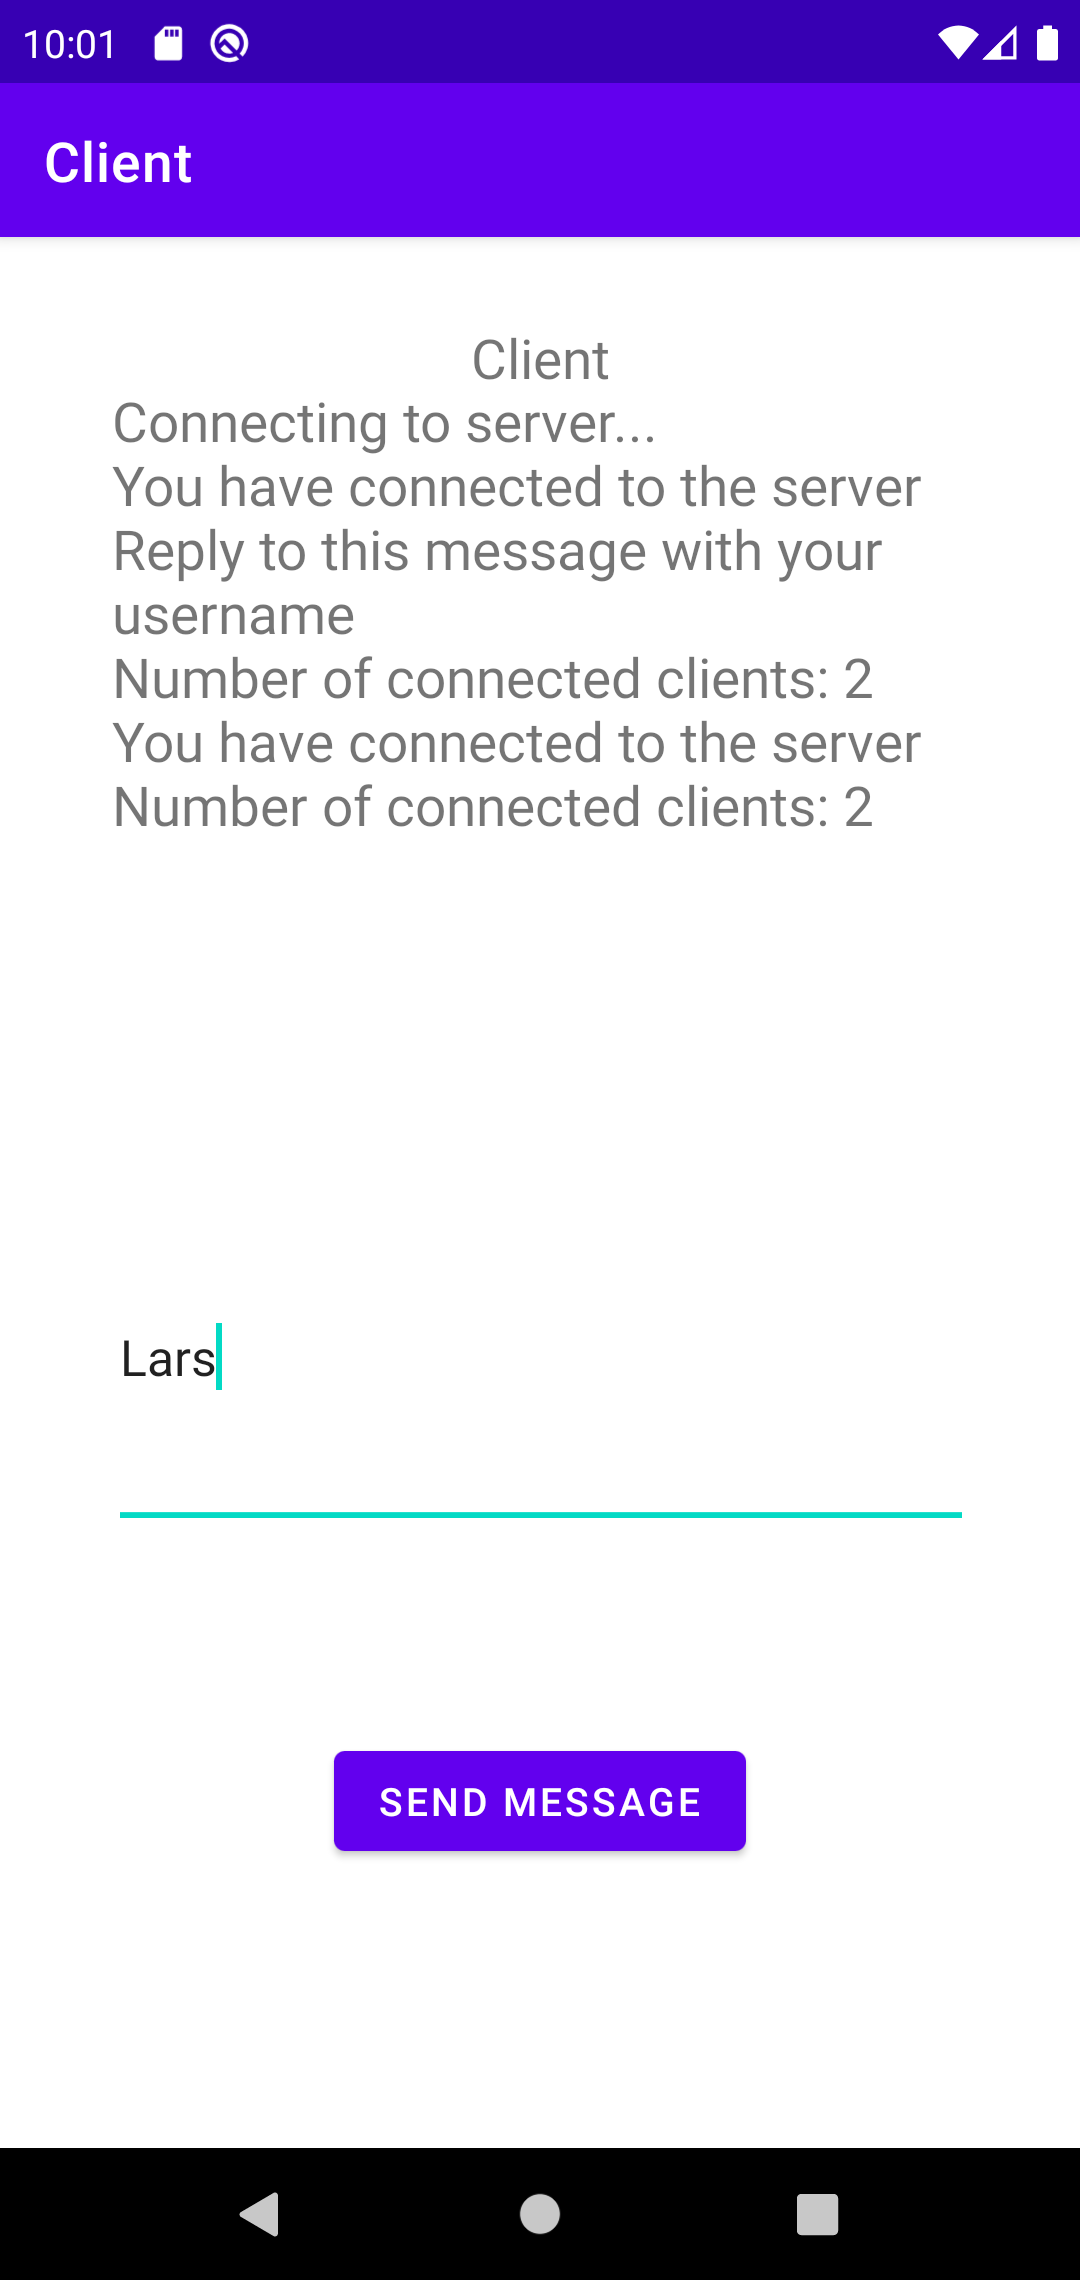 10:01
Client
Client
Connecting to server...
You have connected to the server
Reply to this message with your
username
Number of connected clients: 2
You have connected to the server
Number of connected clients: 2
Lars
SEND MESSAGE